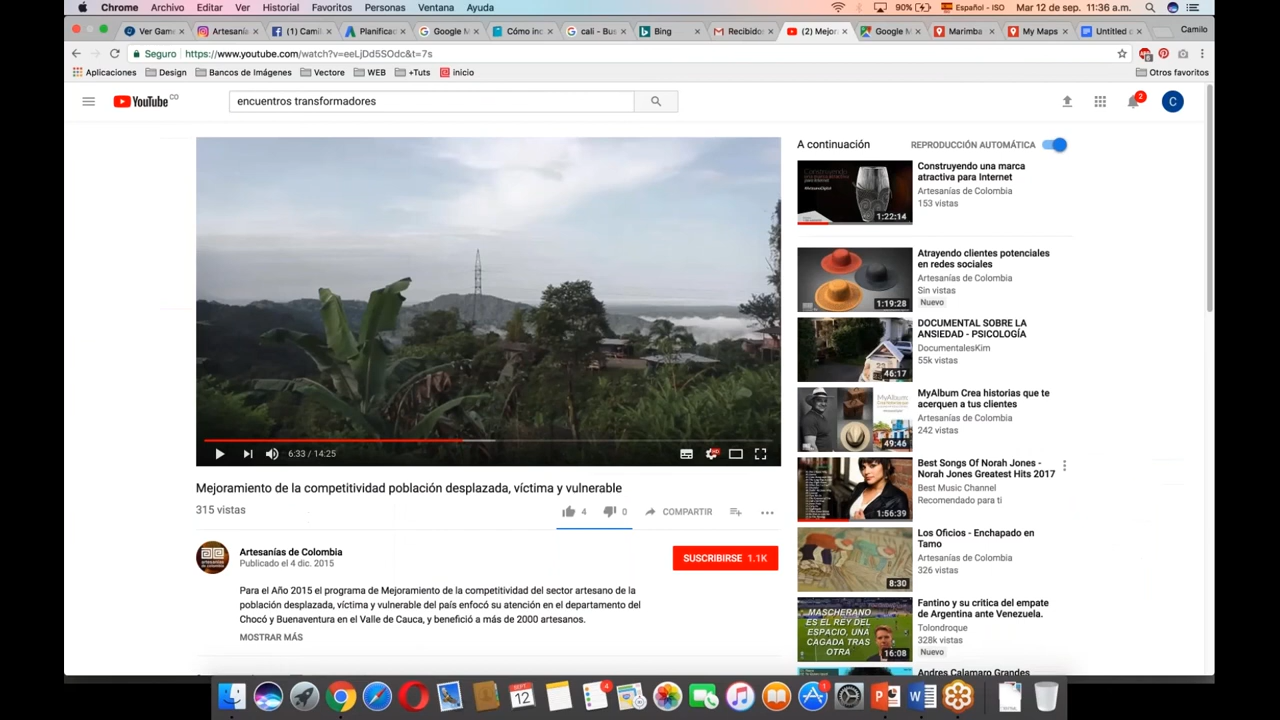 Chrome Archivo Editar Ver Historial Favoritos Personas Ventana Ayuda 90% Español - ISO Mar 12 de sep. 11:36 a.m.
Ver Gam Artesanía (1) Camil Planifica Google M Cómo inc cali - Bus Bing Recibidos (2) Mejor Google M Marimba My Maps Untitled d Camilo
Seguro https://www.youtube.com/watch?v=eeLjDd5SOdc&t=7s
Aplicaciones Design Bancos de Imágenes Vectore WEB +Tuts inicio Otros favoritos
YouTube CO encuentros transformadores 2 C
A continuación REPRODUCCIÓN AUTOMÁTICA
Construyendo una marca
atractiva para Internet
Artesanías de Colombia
153 vistas
1:22:14
Atrayendo clientes potenciales
en redes sociales
Artesanías de Colombia
Sin vistas
Nuevo
1:19:28
DOCUMENTAL SOBRE LA
ANSIEDAD - PSICOLOGÍA
DocumentalesKim
55k vistas
46:17
MyAlbum Crea historias que te
acerquen a tus clientes
Artesanías de Colombia
242 vistas
MyAlbum
49:46
6:33 / 14:25
Best Songs Of Norah Jones -
Norah Jones Greatest Hits 2017
Best Music Channel
Recomendado para ti
1:56:39
Mejoramiento de la competitividad población desplazada, víctima y vulnerable
315 vistas 4 0 COMPARTIR
Artesanías de Colombia
Publicado el 4 dic. 2015
SUSCRIBIRSE 1.1K
Para el Año 2015 el programa de Mejoramiento de la competitividad del sector artesano de la
población desplazada, víctima y vulnerable del país enfocó su atención en el departamento del
Chocó y Buenaventura en el Valle de Cauca, y benefició a más de 2000 artesanos.
MOSTRAR MÁS
Los Oficios - Enchapado en
Tamo
Artesanías de Colombia
326 vistas
8:30
Fantino y su critica del empate
de Argentina ante Venezuela.
Tolondroque
328k vistas
Nuevo
MASCHERANO
ES EL REY DEL
ESPACIO, UNA
CAGADA TRAS
OTRA
16:08
Andres Calamaro Grandes
SEPT.
12
4
1